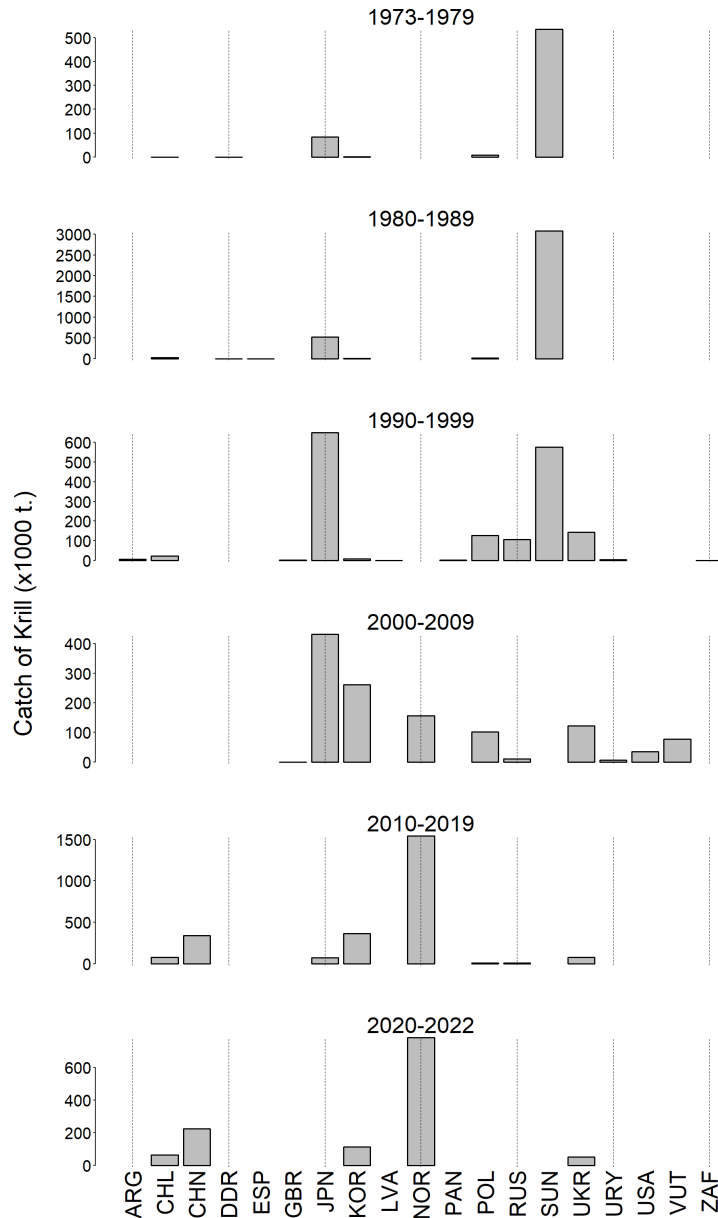 1973-1979
500
400
300
200
100
0
1980-1989
3000
2500
2000
1500
1000
500
0
1990-1999
600
500
400
300
200
100
0
Catch of Krill (x1000 t.)
2000-2009
400
300
200
100
0
2010-2019
1500
1000
500
0
2020-2022
600
400
200
0
ARG
CHL
CHN
DDR
ESP
GBR
JPN
KOR
LVA
NOR
PAN
POL
RUS
SUN
UKR
URY
USA
VUT
ZAF